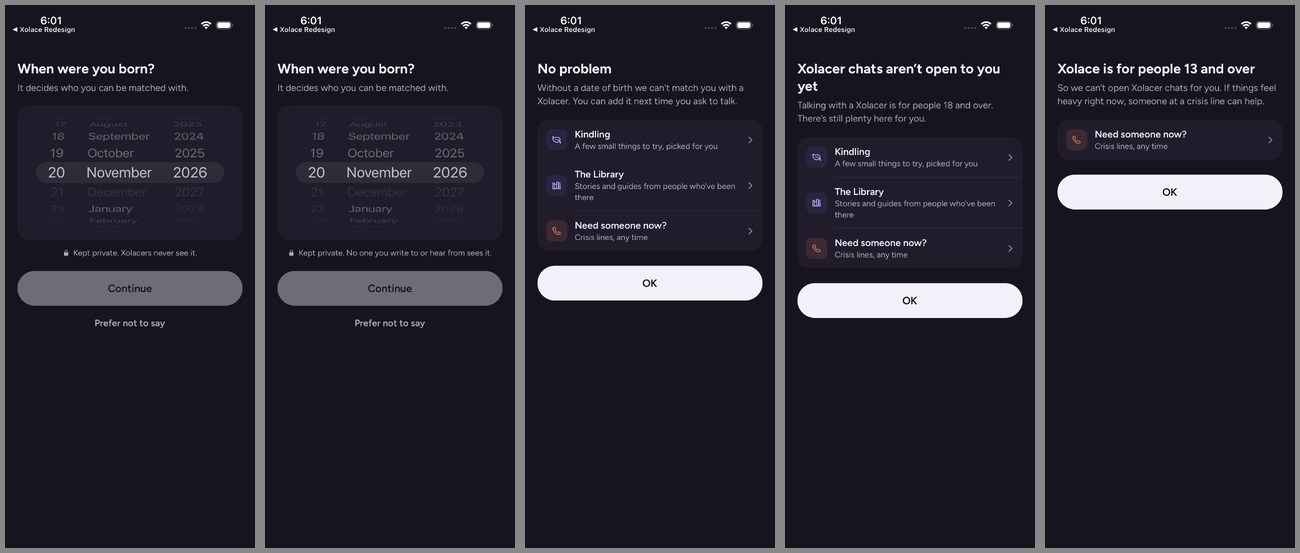 6:01
◀ Xolace Redesign
When were you born?
It decides who you can be matched with.
17 August 2023
18 September 2024
19 October 2025
20 November 2026
21 December 2027
22 January 2028
February
Kept private. Xolacers never see it.
Continue
Prefer not to say
6:01
◀ Xolace Redesign
When were you born?
It decides who you can be matched with.
17 August 2023
18 September 2024
19 October 2025
20 November 2026
21 December 2027
22 January 2028
February
Kept private. No one you write to or hear from sees it.
Continue
Prefer not to say
6:01
◀ Xolace Redesign
No problem
Without a date of birth we can’t match you with a
Xolacer. You can add it next time you ask to talk.
Kindling
A few small things to try, picked for you
The Library
Stories and guides from people who’ve been
there
Need someone now?
Crisis lines, any time
OK
6:01
◀ Xolace Redesign
Xolacer chats aren’t open to you
yet
Talking with a Xolacer is for people 18 and over.
There’s still plenty here for you.
Kindling
A few small things to try, picked for you
The Library
Stories and guides from people who’ve been
there
Need someone now?
Crisis lines, any time
OK
6:01
◀ Xolace Redesign
Xolace is for people 13 and over
So we can’t open Xolacer chats for you. If things feel
heavy right now, someone at a crisis line can help.
Need someone now?
Crisis lines, any time
OK